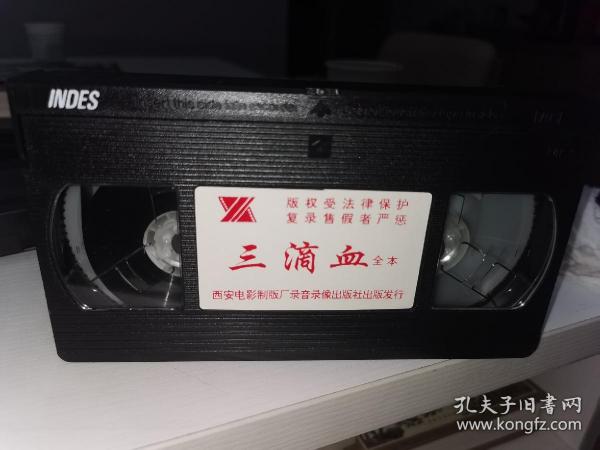 INDES
版权受法律保护
复录售假者严惩
三滴血 全本
西安电影制版厂录音录像出版社出版发行
孔夫子旧书网
www.kongfz.com